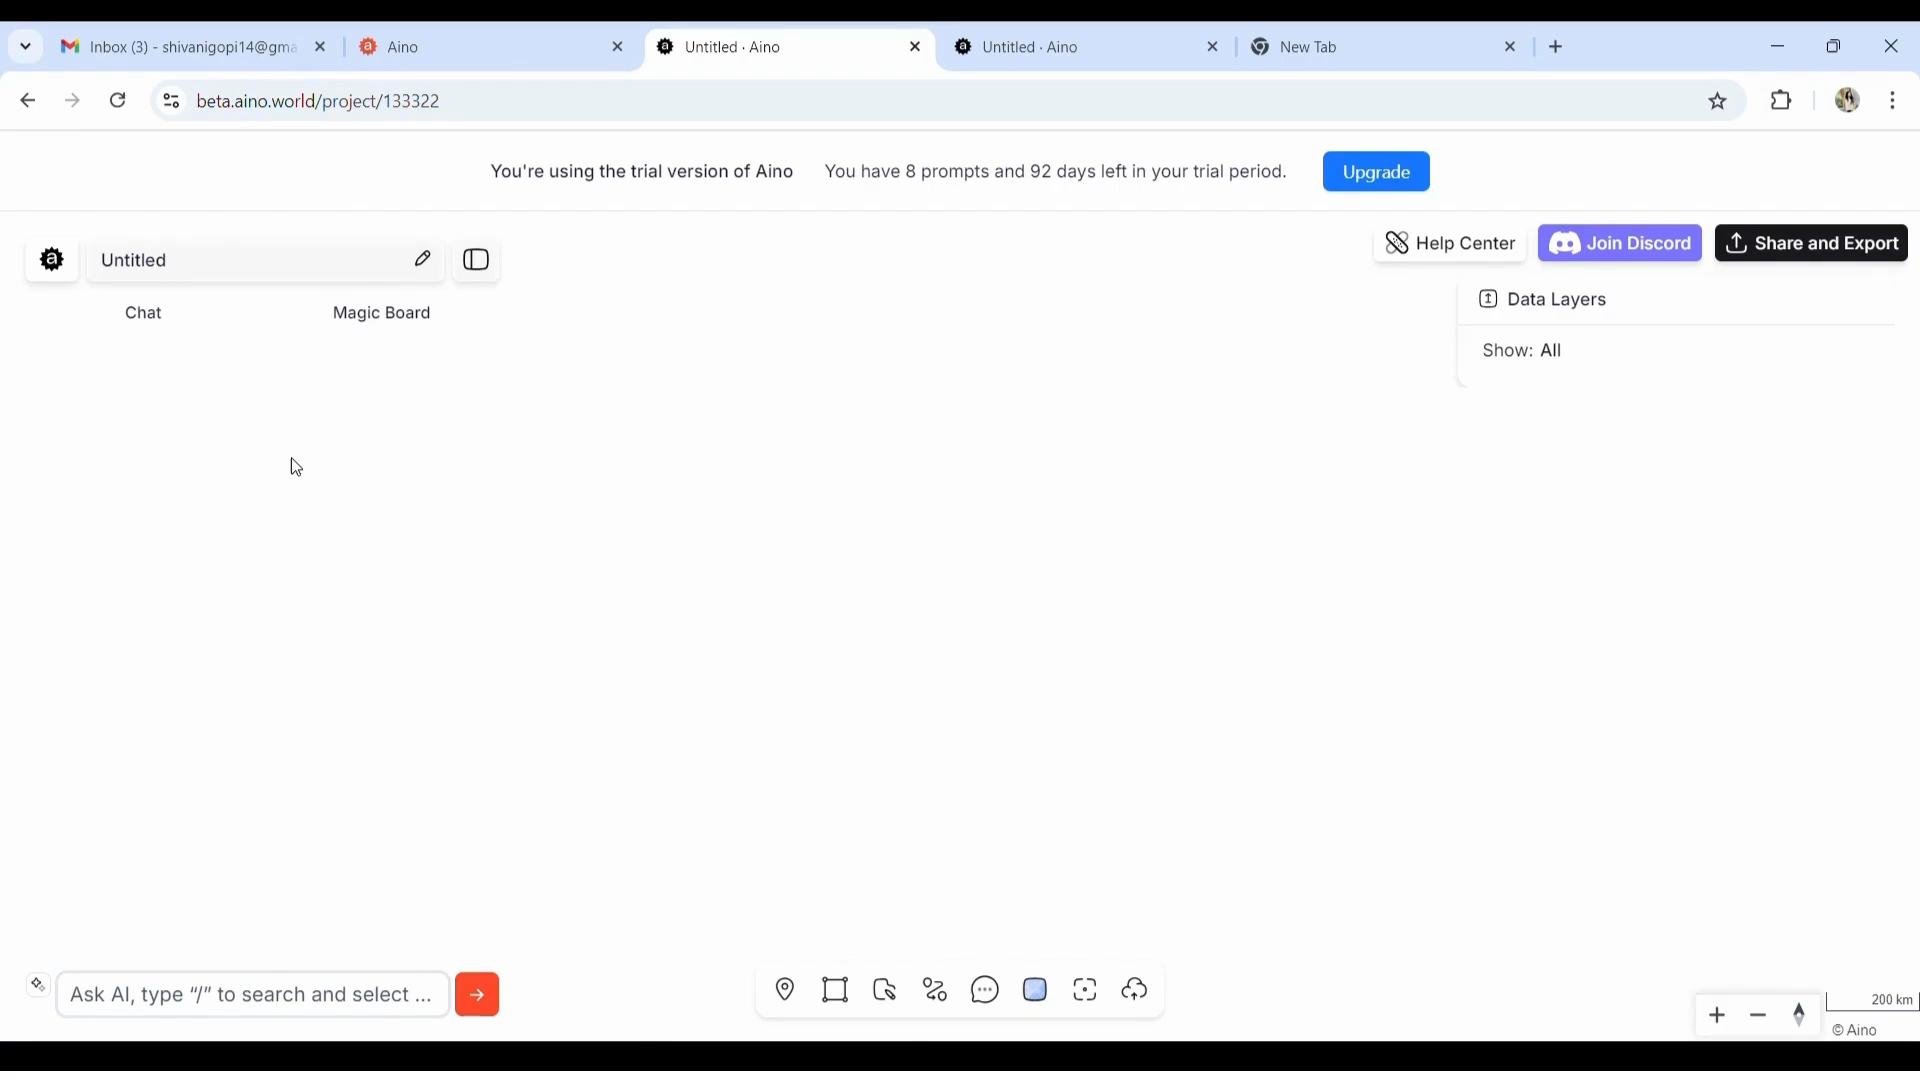 Inbox (3) - shivanigopi14@gma
Aino
Untitled · Aino
Untitled · Aino
New Tab
beta.aino.world/project/133322
You're using the trial version of Aino
You have 8 prompts and 92 days left in your trial period.
Upgrade
Untitled
Help Center
Join Discord
Share and Export
Chat
Magic Board
Data Layers
Show: All
Ask AI, type “/” to search and select ...
200 km
© Aino